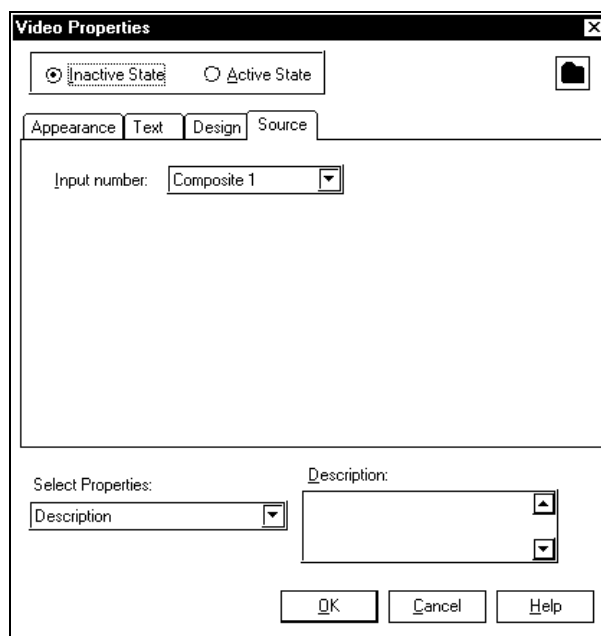 Video Properties
Inactive State Active State
Appearance Text Design Source
Input number: Composite 1
Select Properties:
Description:
Description
OK Cancel Help